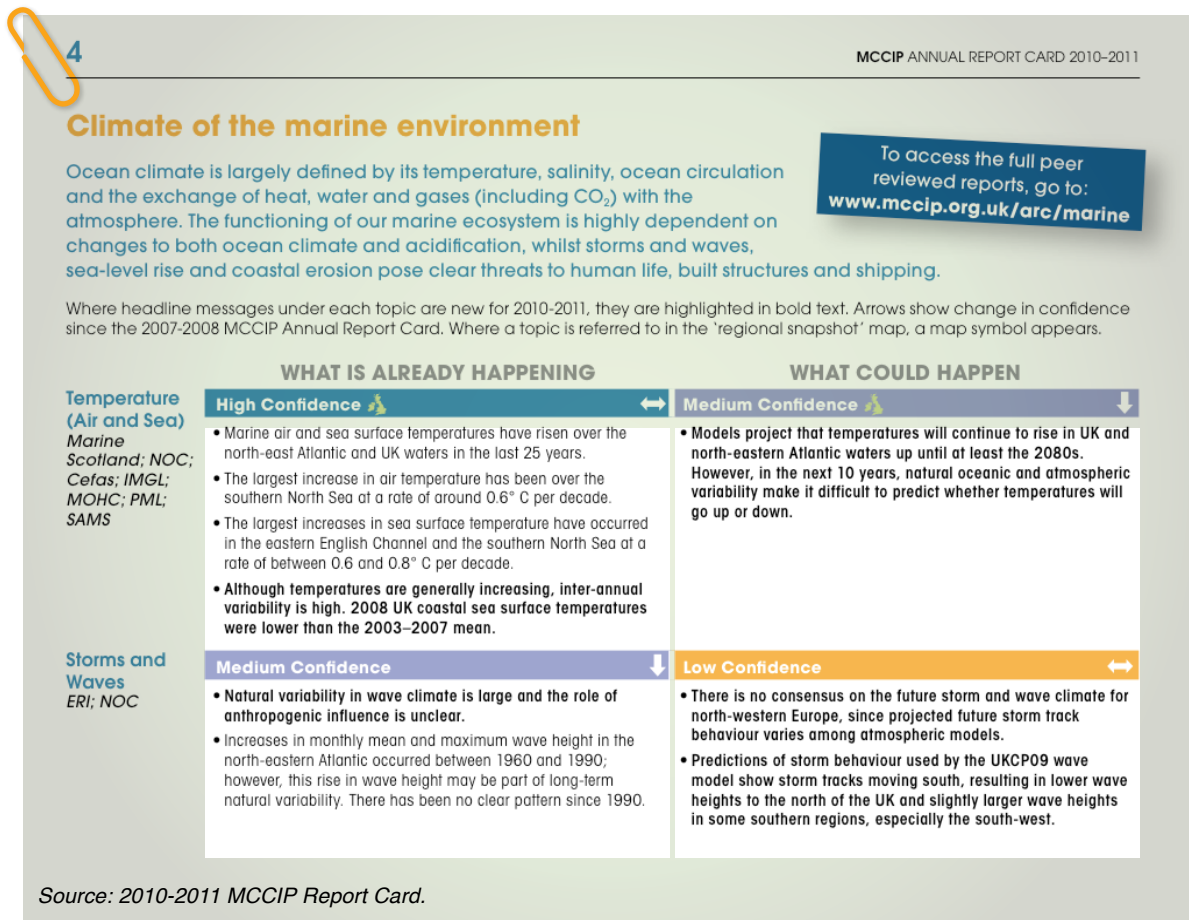 4
MCCIP ANNUAL REPORT CARD 2010–2011
Climate of the marine environment
Ocean climate is largely defined by its temperature, salinity, ocean circulation
and the exchange of heat, water and gases (including CO₂) with the
atmosphere. The functioning of our marine ecosystem is highly dependent on
changes to both ocean climate and acidification, whilst storms and waves,
sea-level rise and coastal erosion pose clear threats to human life, built structures and shipping.
To access the full peer
reviewed reports, go to:
www.mccip.org.uk/arc/marine
Where headline messages under each topic are new for 2010-2011, they are highlighted in bold text. Arrows show change in confidence
since the 2007-2008 MCCIP Annual Report Card. Where a topic is referred to in the ‘regional snapshot’ map, a map symbol appears.
WHAT IS ALREADY HAPPENING
WHAT COULD HAPPEN
Temperature
(Air and Sea)
Marine
Scotland; NOC;
Cefas; IMGL;
MOHC; PML;
SAMS
High Confidence
• Marine air and sea surface temperatures have risen over the
north-east Atlantic and UK waters in the last 25 years.
• The largest increase in air temperature has been over the
southern North Sea at a rate of around 0.6° C per decade.
• The largest increases in sea surface temperature have occurred
in the eastern English Channel and the southern North Sea at a
rate of between 0.6 and 0.8° C per decade.
• Although temperatures are generally increasing, inter-annual
variability is high. 2008 UK coastal sea surface temperatures
were lower than the 2003–2007 mean.
Medium Confidence
• Models project that temperatures will continue to rise in UK and
north-eastern Atlantic waters up until at least the 2080s.
However, in the next 10 years, natural oceanic and atmospheric
variability make it difficult to predict whether temperatures will
go up or down.
Storms and
Waves
ERI; NOC
Medium Confidence
• Natural variability in wave climate is large and the role of
anthropogenic influence is unclear.
• Increases in monthly mean and maximum wave height in the
north-eastern Atlantic occurred between 1960 and 1990;
however, this rise in wave height may be part of long-term
natural variability. There has been no clear pattern since 1990.
Low Confidence
• There is no consensus on the future storm and wave climate for
north-western Europe, since projected future storm track
behaviour varies among atmospheric models.
• Predictions of storm behaviour used by the UKCP09 wave
model show storm tracks moving south, resulting in lower wave
heights to the north of the UK and slightly larger wave heights
in some southern regions, especially the south-west.
Source: 2010-2011 MCCIP Report Card.